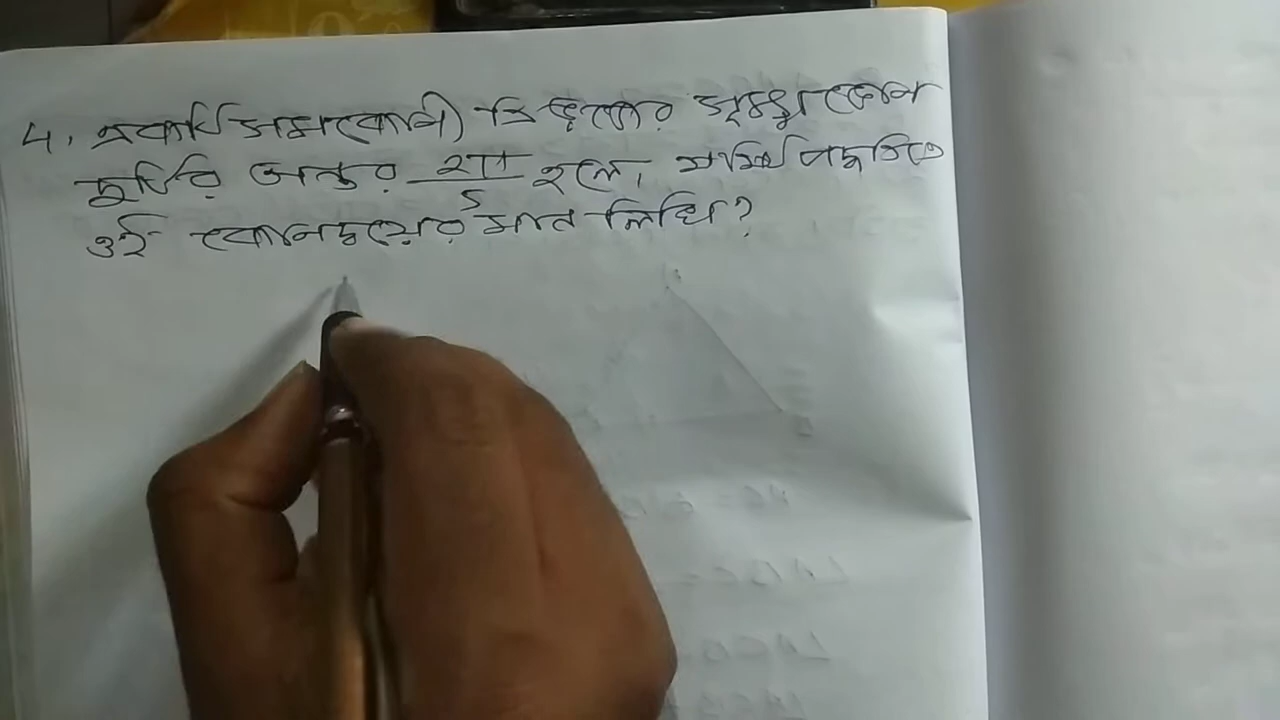 4. একটি সমকোণী ত্রিভুজের সূক্ষ্মকোণ
দুটির অন্তর 2π/5 হলে, ষষ্টিক পদ্ধতিতে
ওই কোণদ্বয়ের মান লিখি?